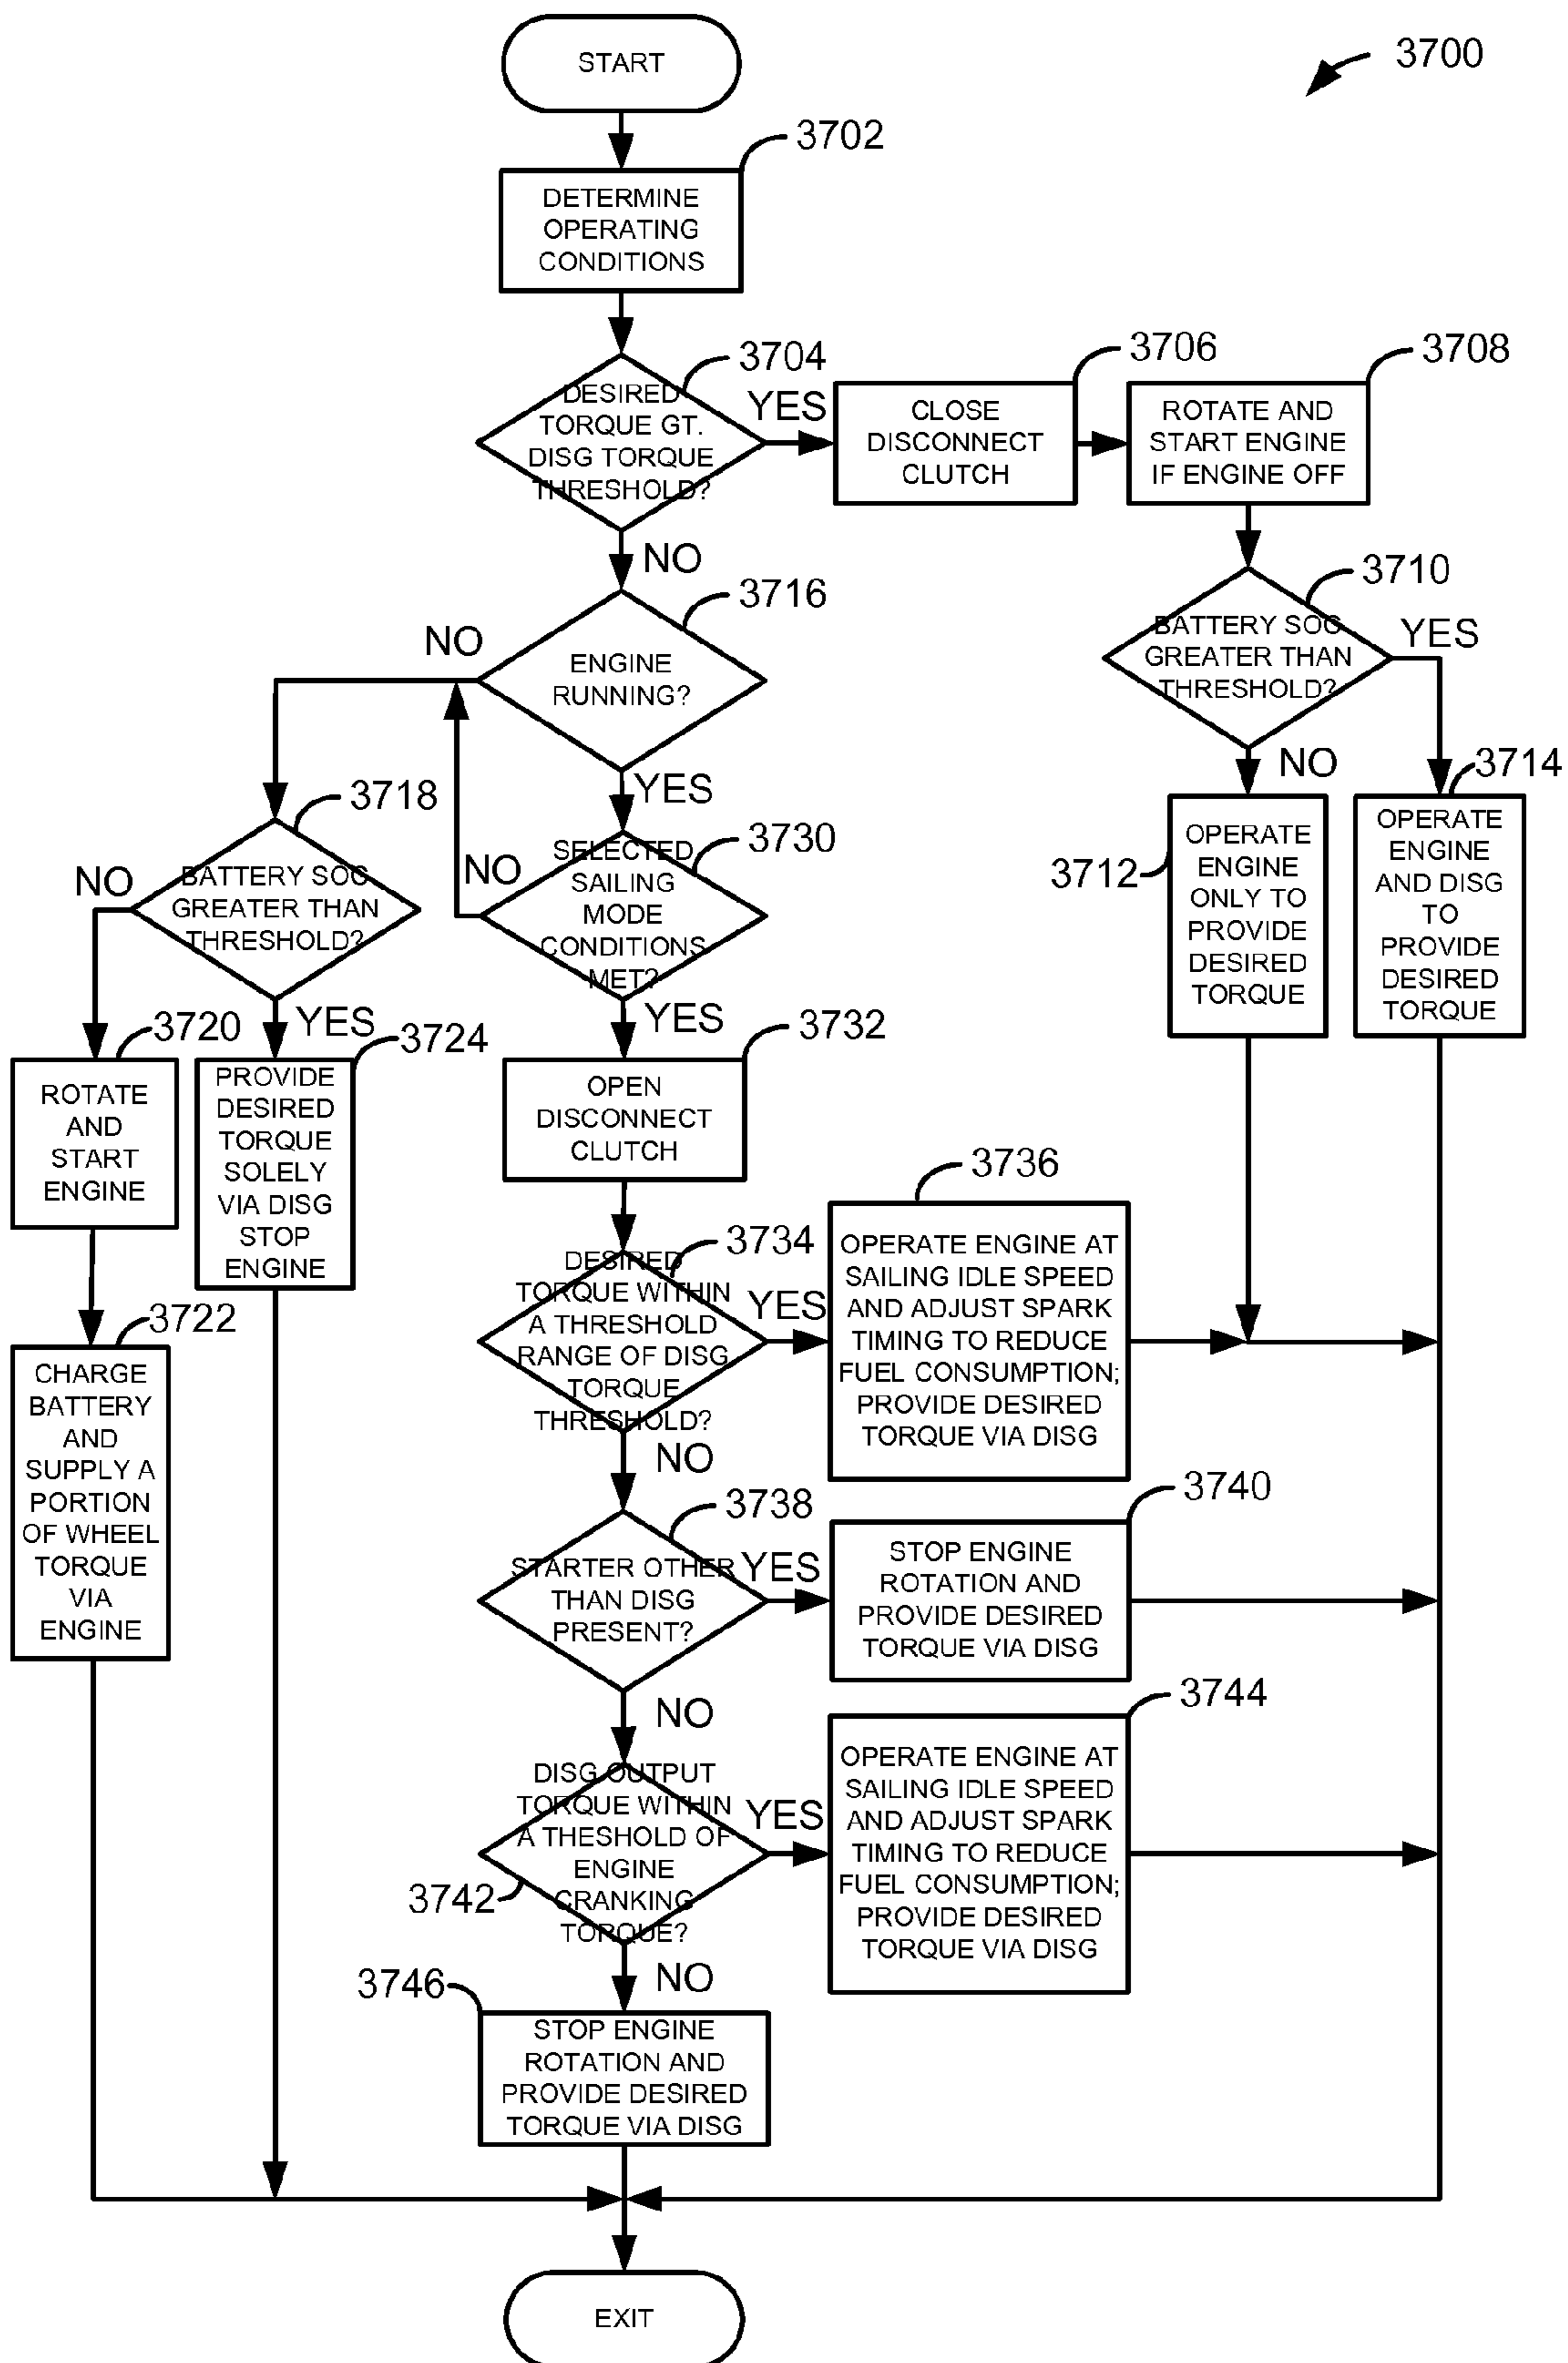 START
3700
3702
DETERMINE
OPERATING
CONDITIONS
3704
DESIRED
TORQUE GT.
DISG TORQUE
THRESHOLD?
YES
3706
CLOSE
DISCONNECT
CLUTCH
3708
ROTATE AND
START ENGINE
IF ENGINE OFF
NO
3716
ENGINE
RUNNING?
NO
YES
3710
BATTERY SOC
GREATER THAN
THRESHOLD?
YES
NO
3712
OPERATE
ENGINE
ONLY TO
PROVIDE
DESIRED
TORQUE
3714
OPERATE
ENGINE
AND DISG
TO
PROVIDE
DESIRED
TORQUE
3718
BATTERY SOC
GREATER THAN
THRESHOLD?
NO
YES
3730
SELECTED
SAILING
MODE
CONDITIONS
MET?
NO
YES
3720
ROTATE
AND
START
ENGINE
3724
PROVIDE
DESIRED
TORQUE
SOLELY
VIA DISG
STOP
ENGINE
3732
OPEN
DISCONNECT
CLUTCH
3722
CHARGE
BATTERY
AND
SUPPLY A
PORTION
OF WHEEL
TORQUE
VIA
ENGINE
3734
DESIRED
TORQUE WITHIN
A THRESHOLD
RANGE OF DISG
TORQUE
THRESHOLD?
YES
NO
3736
OPERATE ENGINE AT
SAILING IDLE SPEED
AND ADJUST SPARK
TIMING TO REDUCE
FUEL CONSUMPTION;
PROVIDE DESIRED
TORQUE VIA DISG
3738
STARTER OTHER
THAN DISG
PRESENT?
YES
NO
3740
STOP ENGINE
ROTATION AND
PROVIDE DESIRED
TORQUE VIA DISG
3742
DISG OUTPUT
TORQUE WITHIN
A THESHOLD OF
ENGINE
CRANKING
TORQUE?
YES
NO
3744
OPERATE ENGINE AT
SAILING IDLE SPEED
AND ADJUST SPARK
TIMING TO REDUCE
FUEL CONSUMPTION;
PROVIDE DESIRED
TORQUE VIA DISG
3746
STOP ENGINE
ROTATION AND
PROVIDE DESIRED
TORQUE VIA DISG
EXIT